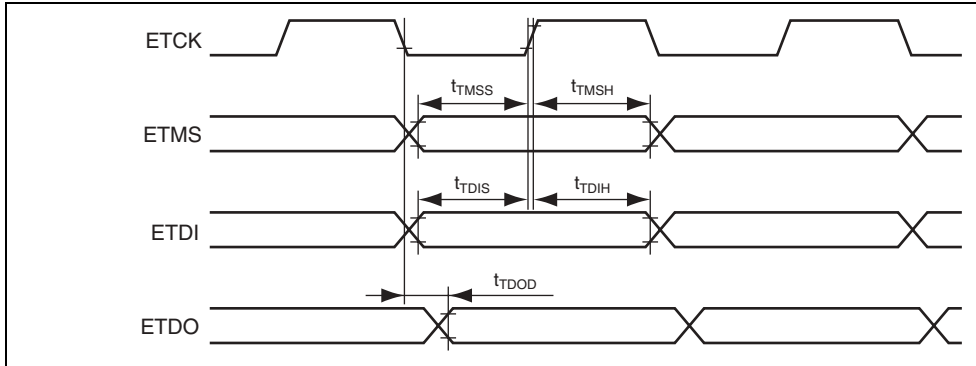 ETCK
tTMSS tTMSH
ETMS
tTDIS tTDIH
ETDI
tTDOD
ETDO